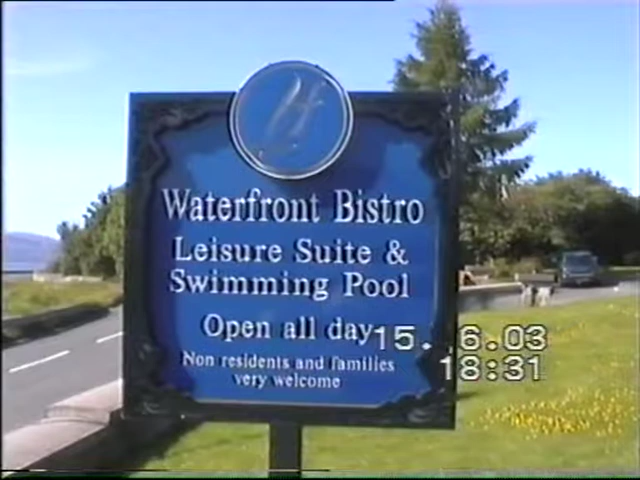 Waterfront Bistro
Leisure Suite &
Swimming Pool
Open all day
Non residents and families
very welcome
15. 6.03
18:31